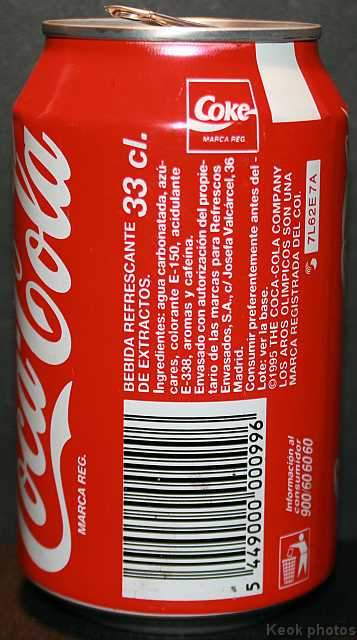 Coca-Cola
MARCA REG.
Coke
MARCA REG.
BEBIDA REFRESCANTE
DE EXTRACTOS.
33 cl.
Ingredientes: agua carbonatada, azú-
cares, colorante E-150, acidulante
E-338, aromas y cafeína.
Envasado con autorización del propie-
tario de las marcas para Refrescos
Envasados, S.A., c/ Josefa Valcárcel, 36
Madrid.
Consumir preferentemente antes del -
Lote: ver la base.
©1995 THE COCA-COLA COMPANY
LOS AROS OLIMPICOS SON UNA
MARCA REGISTRADA DEL COI.
7L62E7A
5 449000 000996
Información al
consumidor
900/60 60 60
Keok photos